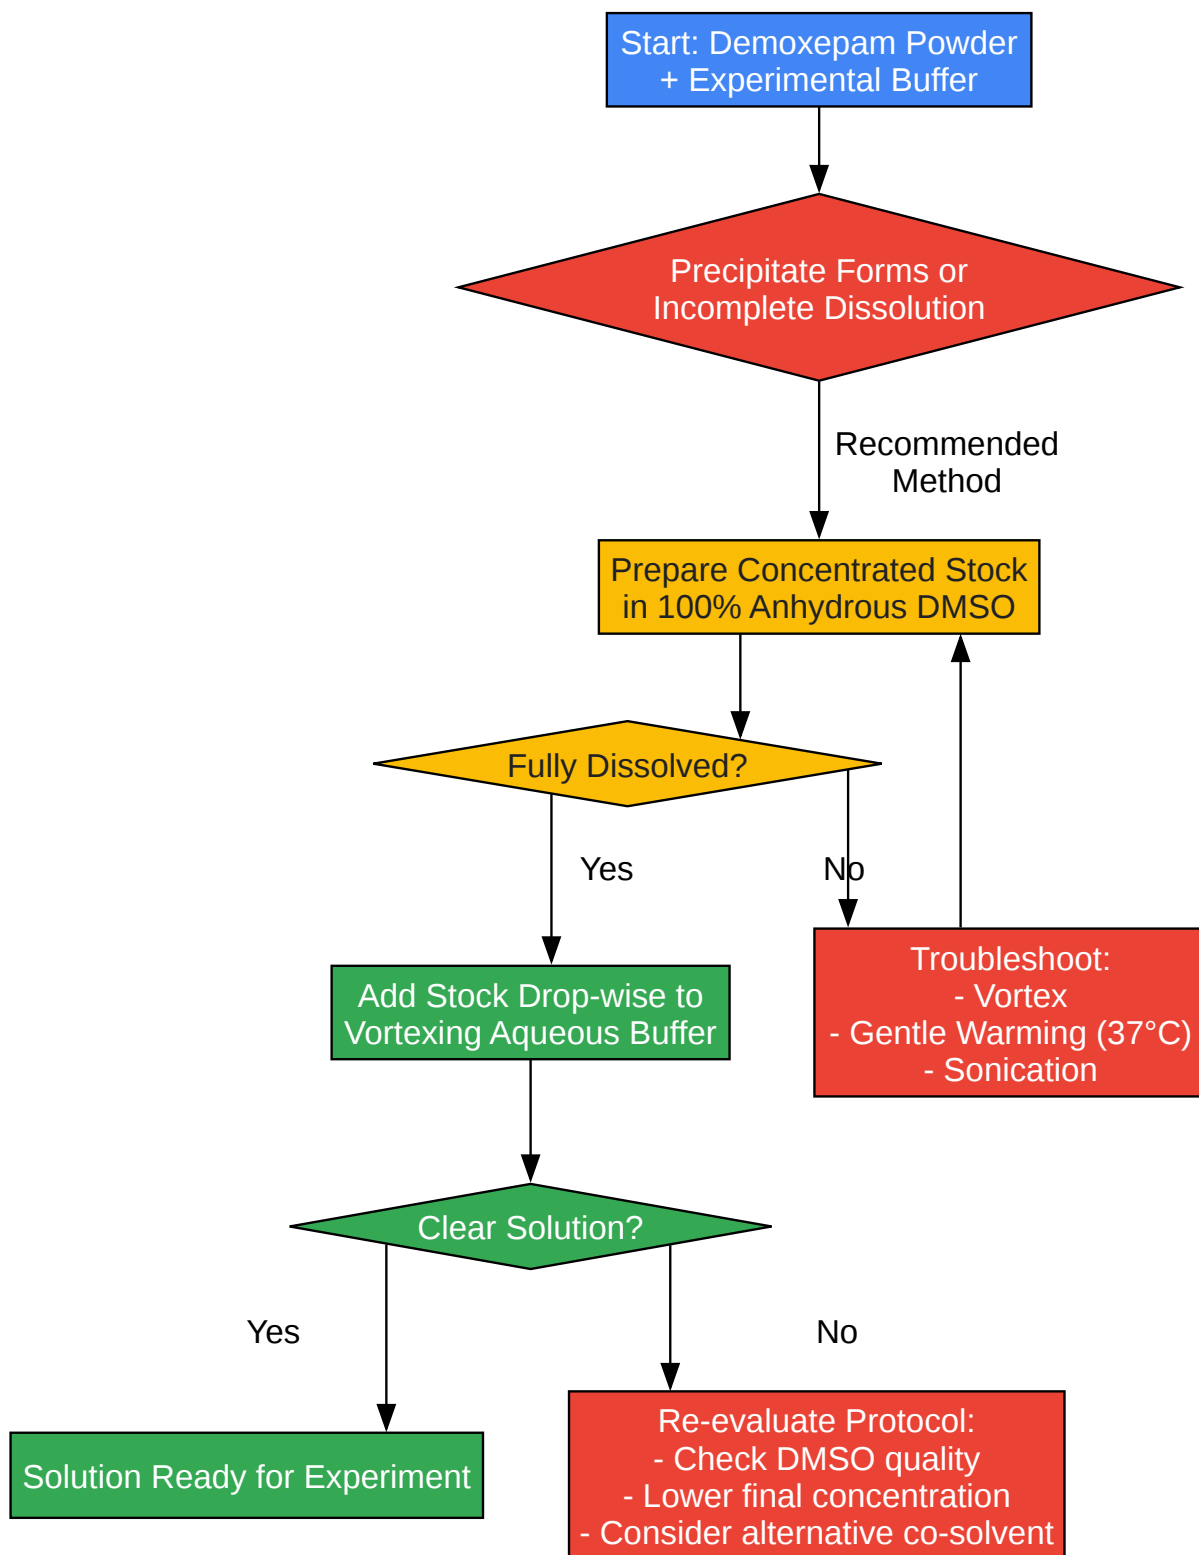 Start: Demoxepam Powder
+ Experimental Buffer
Precipitate Forms or
Incomplete Dissolution
Recommended
Method
Prepare Concentrated Stock
in 100% Anhydrous DMSO
Fully Dissolved?
Yes
No
Troubleshoot:
- Vortex
- Gentle Warming (37°C)
- Sonication
Add Stock Drop-wise to
Vortexing Aqueous Buffer
Clear Solution?
Yes
No
Solution Ready for Experiment
Re-evaluate Protocol:
- Check DMSO quality
- Lower final concentration
- Consider alternative co-solvent